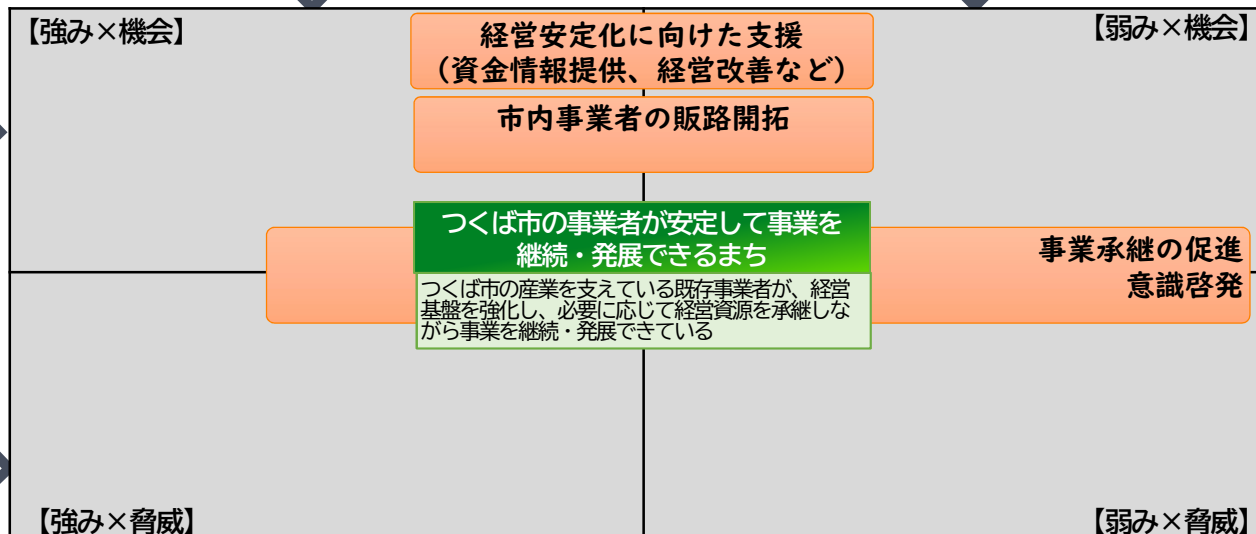 【強み×機会】
経営安定化に向けた支援
（資金情報提供、経営改善など）
【弱み×機会】
市内事業者の販路開拓
つくば市の事業者が安定して事業を
継続・発展できるまち
つくば市の産業を支えている既存事業者が、経営
基盤を強化し、必要に応じて経営資源を承継しな
がら事業を継続・発展できている
事業承継の促進
意識啓発
【強み×脅威】
【弱み×脅威】